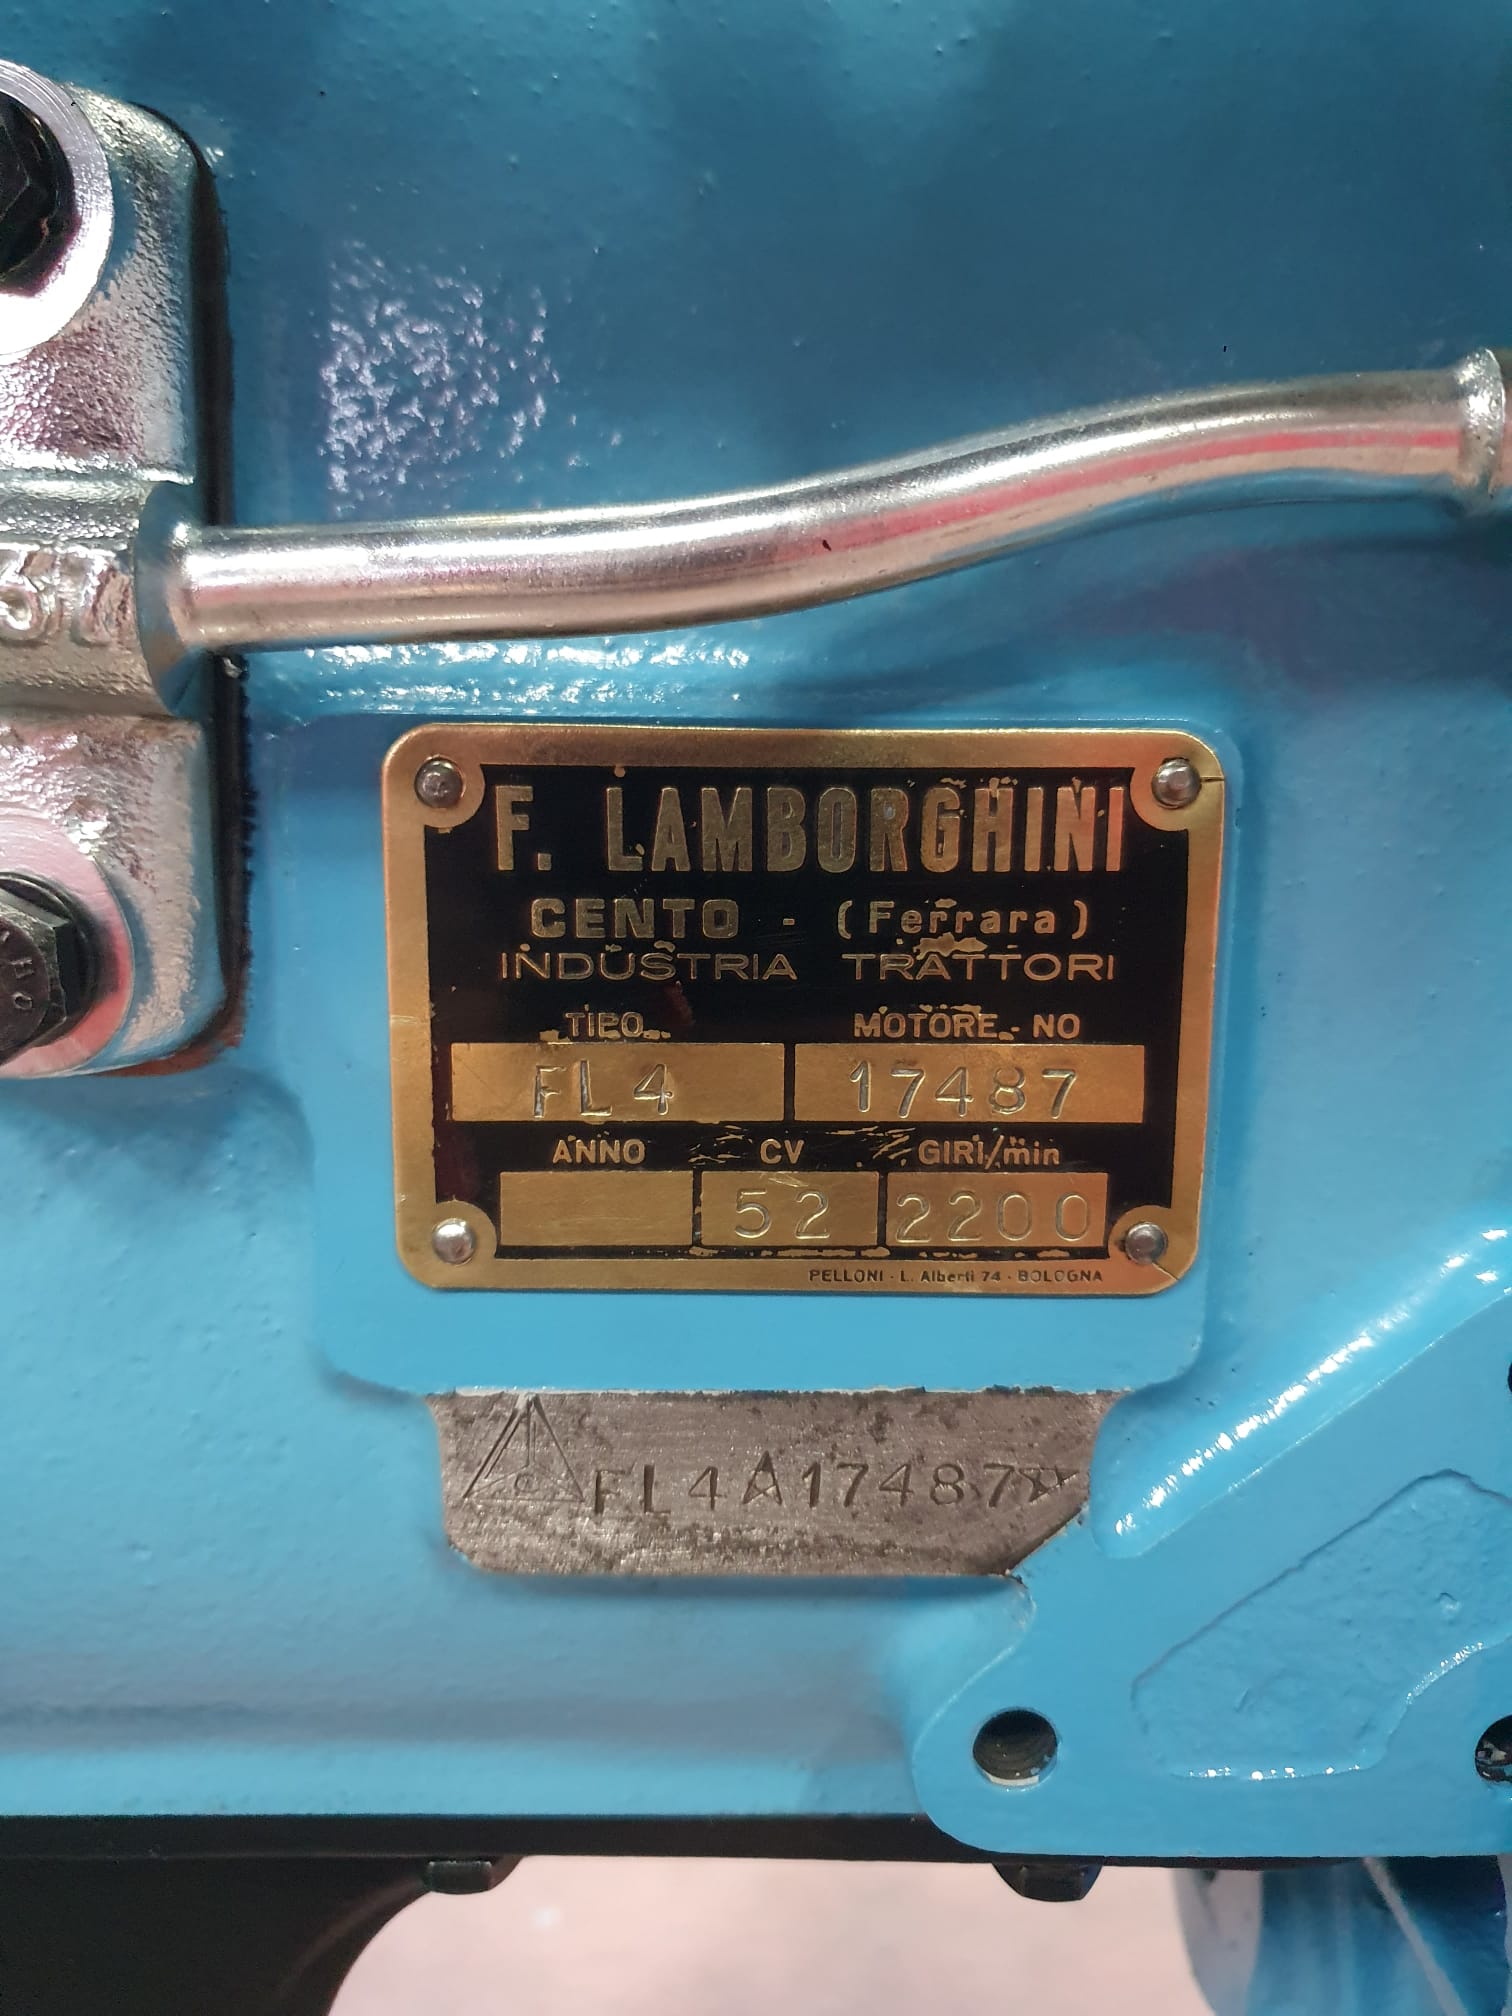 F. LAMBORGHINI
CENTO - (Ferrara)
INDUSTRIA TRATTORI
TIPO MOTORE - NO
FL4 17487
ANNO CV GIRI/min
52 2200
PELLONI - L. Alberti 74 - BOLOGNA
FL4A17487